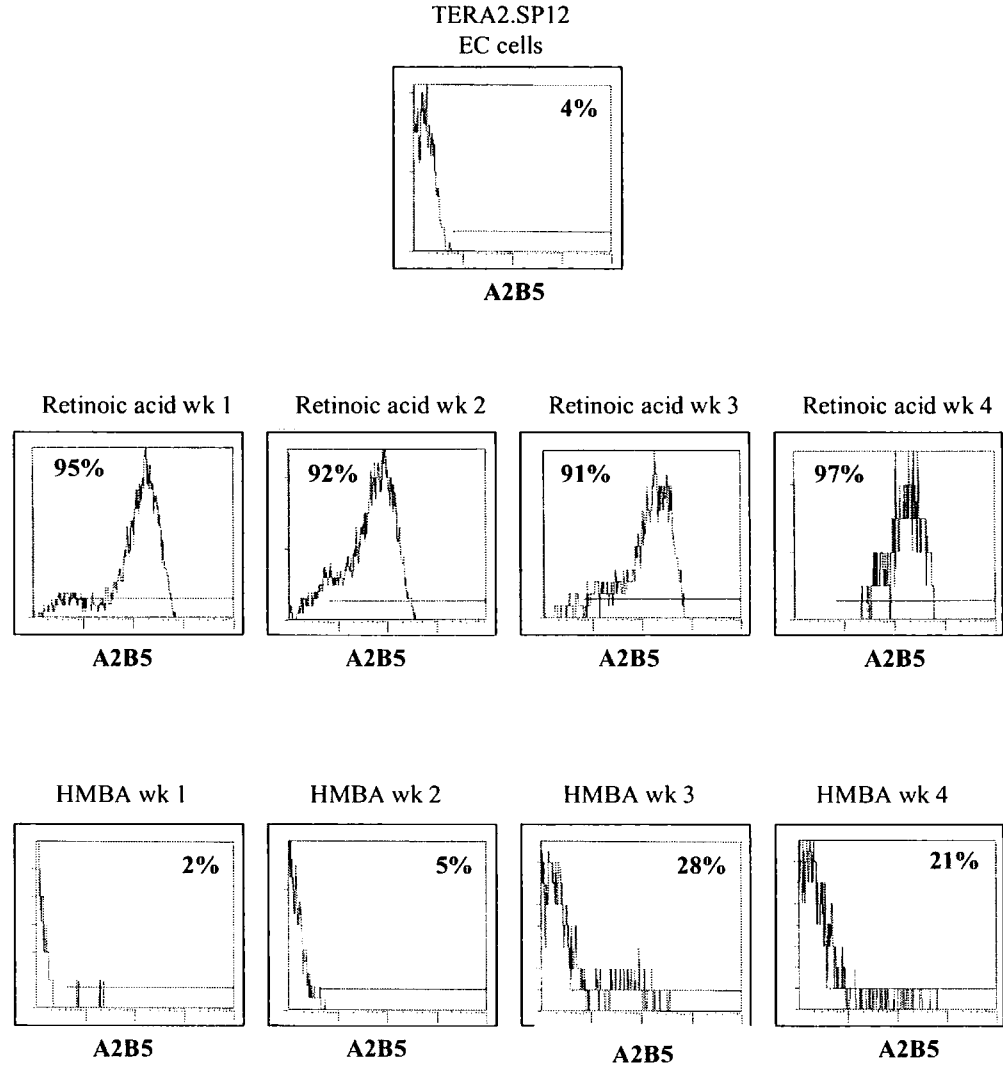 TERA2.SP12
EC cells
4%
A2B5
Retinoic acid wk 1
Retinoic acid wk 2
Retinoic acid wk 3
Retinoic acid wk 4
95%
92%
91%
97%
A2B5
A2B5
A2B5
A2B5
HMBA wk 1
HMBA wk 2
HMBA wk 3
HMBA wk 4
2%
5%
28%
21%
A2B5
A2B5
A2B5
A2B5